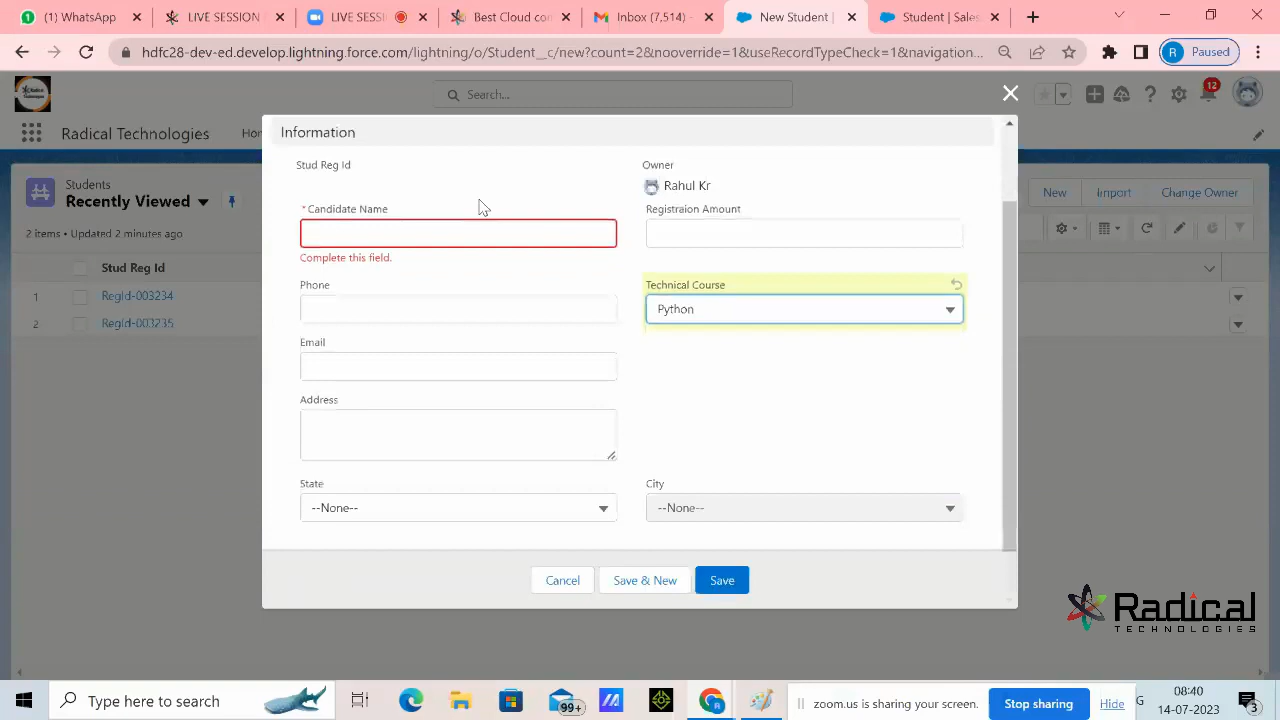 (1) WhatsApp
LIVE SESSION
LIVE SESSI
Best Cloud con
Inbox (7,514) -
New Student |
Student | Sales
hdfc28-dev-ed.develop.lightning.force.com/lightning/o/Student__c/new?count=2&nooverride=1&useRecordTypeCheck=1&navigation...
R Paused
Search...
12
Radical Technologies
Hon
Information
Stud Reg Id
Owner
Rahul Kr
*Candidate Name
Registraion Amount
Complete this field.
Phone
Technical Course
Python
Email
Address
State
City
--None--
--None--
Cancel
Save & New
Save
Students
Recently Viewed
New
Import
Change Owner
2 items • Updated 2 minutes ago
Stud Reg Id
1 RegId-003234
2 RegId-003235
Radical
TECHNOLOGIES
Type here to search
99+
zoom.us is sharing your screen.
Stop sharing
Hide
G
08:40
14-07-2023
3